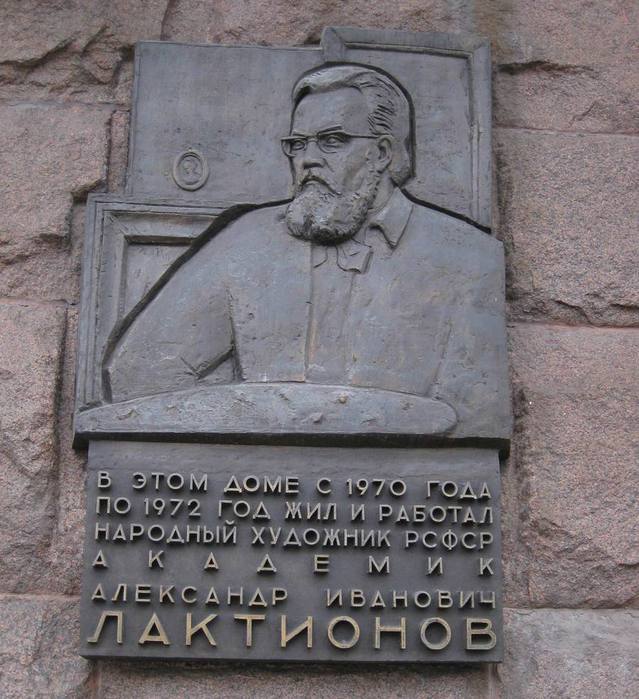 В ЭТОМ ДОМЕ С 1970 ГОДА
ПО 1972 ГОД ЖИЛ И РАБОТАЛ
НАРОДНЫЙ ХУДОЖНИК РСФСР
АКАДЕМИК
АЛЕКСАНДР ИВАНОВИЧ
ЛАКТИОНОВ